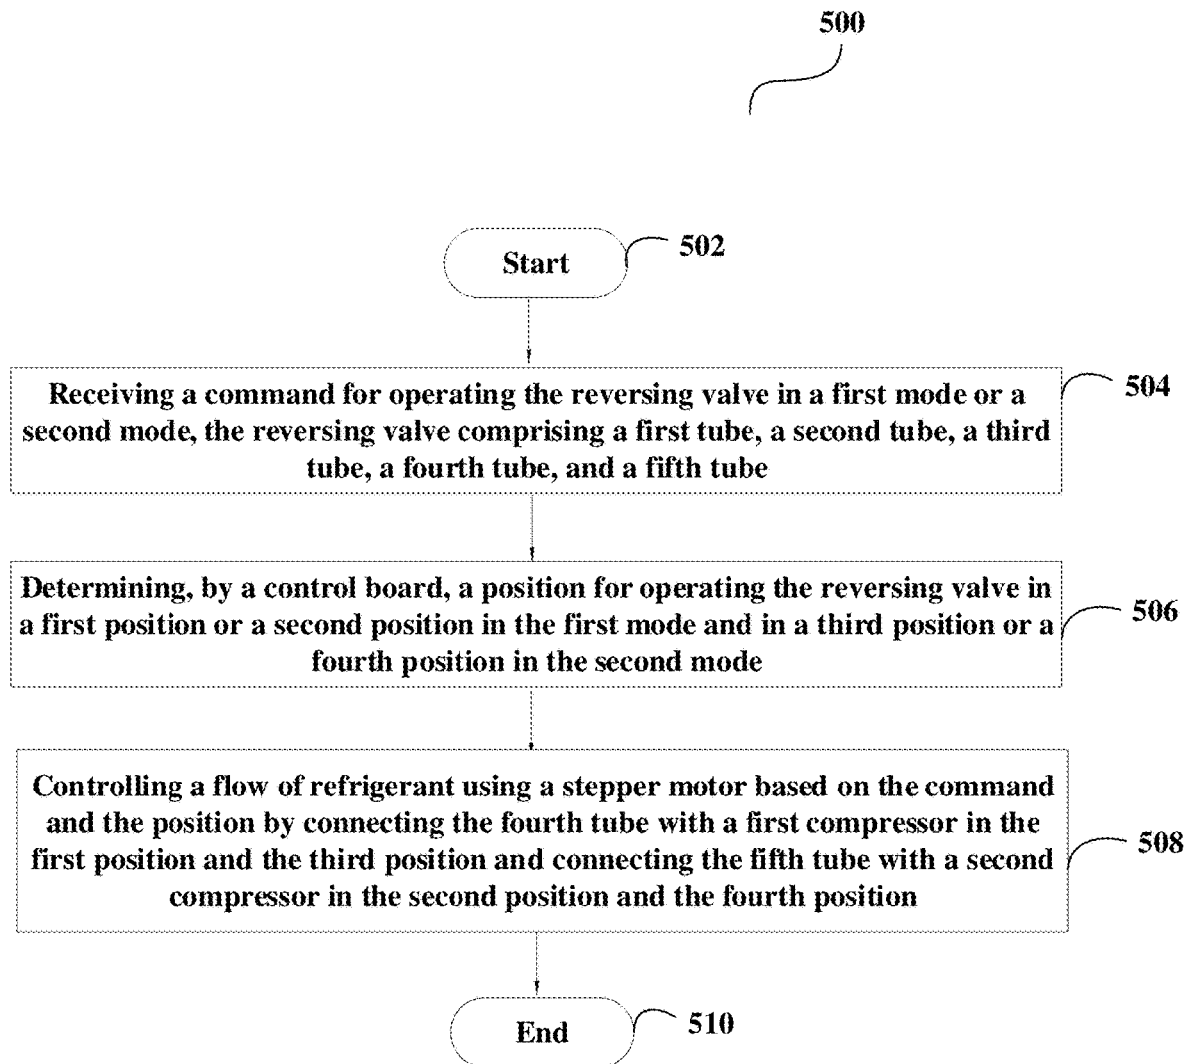 500
Start
502
Receiving a command for operating the reversing valve in a first mode or a
second mode, the reversing valve comprising a first tube, a second tube, a third
tube, a fourth tube, and a fifth tube
504
Determining, by a control board, a position for operating the reversing valve in
a first position or a second position in the first mode and in a third position or a
fourth position in the second mode
506
Controlling a flow of refrigerant using a stepper motor based on the command
and the position by connecting the fourth tube with a first compressor in the
first position and the third position and connecting the fifth tube with a second
compressor in the second position and the fourth position
508
End
510